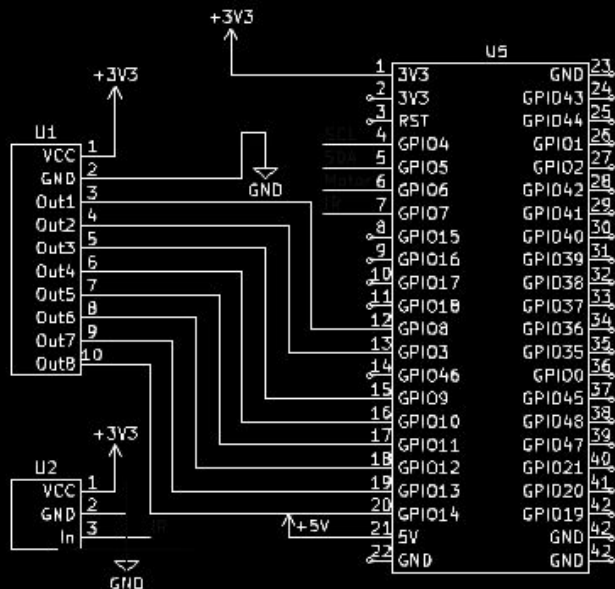 +3V3
U5
1 3V3 GND 23
2 3V3 GPIO43 24
3 RST GPIO44 25
SCL 4 GPIO4 GPIO1 26
SDA 5 GPIO5 GPIO2 27
6 GPIO6 GPIO42 28
IR 7 GPIO7 GPIO41 29
8 GPIO15 GPIO40 30
9 GPIO16 GPIO39 31
10 GPIO17 GPIO38 32
11 GPIO18 GPIO37 33
12 GPIO8 GPIO36 34
13 GPIO3 GPIO35 35
14 GPIO46 GPIO0 36
15 GPIO9 GPIO45 37
16 GPIO10 GPIO48 38
17 GPIO11 GPIO47 39
18 GPIO12 GPIO21 40
19 GPIO13 GPIO20 41
20 GPIO14 GPIO19 42
21 5V GND 42
22 GND GND 42
+5V
GND
+3V3
U1
VCC 1
GND 2
Out1 3
Out2 4
Out3 5
Out4 6
Out5 7
Out6 8
Out7 9
Out8 10
+3V3
U2
VCC 1
GND 2
In 3 IR
GND